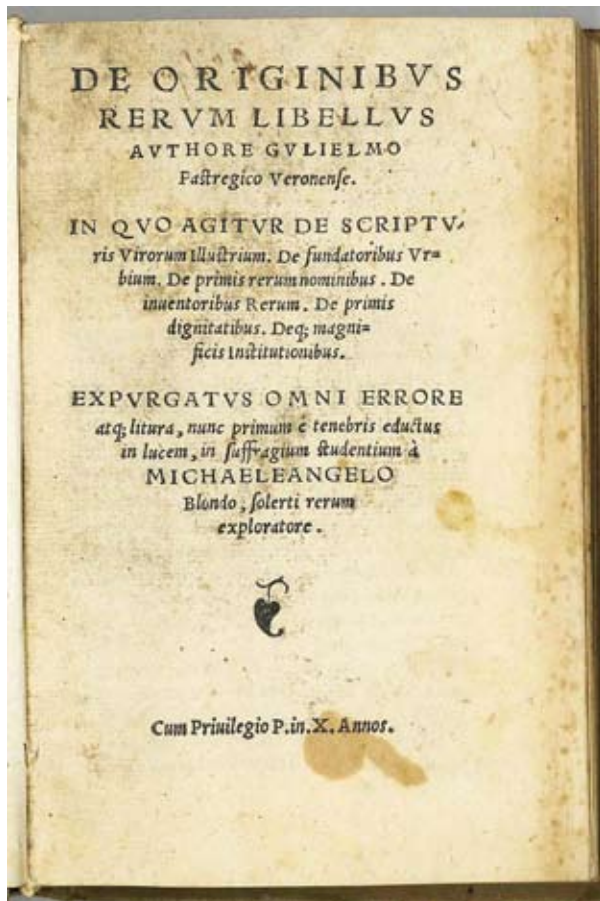 DE ORIGINIBVS
RERVM LIBELLVS
AVTHORE GVLIELMO
Pastregico Veronense.
IN QVO AGITVR DE SCRIPTV-
ris Virorum Illustrium. De fundatoribus Vr=
bium. De primis rerum nominibus. De
inuentoribus Rerum. De primis
dignitatibus. Deq; magni=
ficis Institutionibus.
EXPVRGATVS OMNI ERRORE
atq; litura, nunc primum è tenebris eductus
in lucem, in suffragium studentium à
MICHAELEANGELO
Blondo, solerti rerum
exploratore.
Cum Priuilegio P. in. X. Annos.